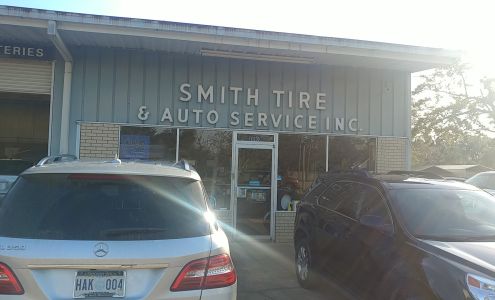 TERIES
SMITH TIRE
& AUTO SERVICE INC.
HAK 004